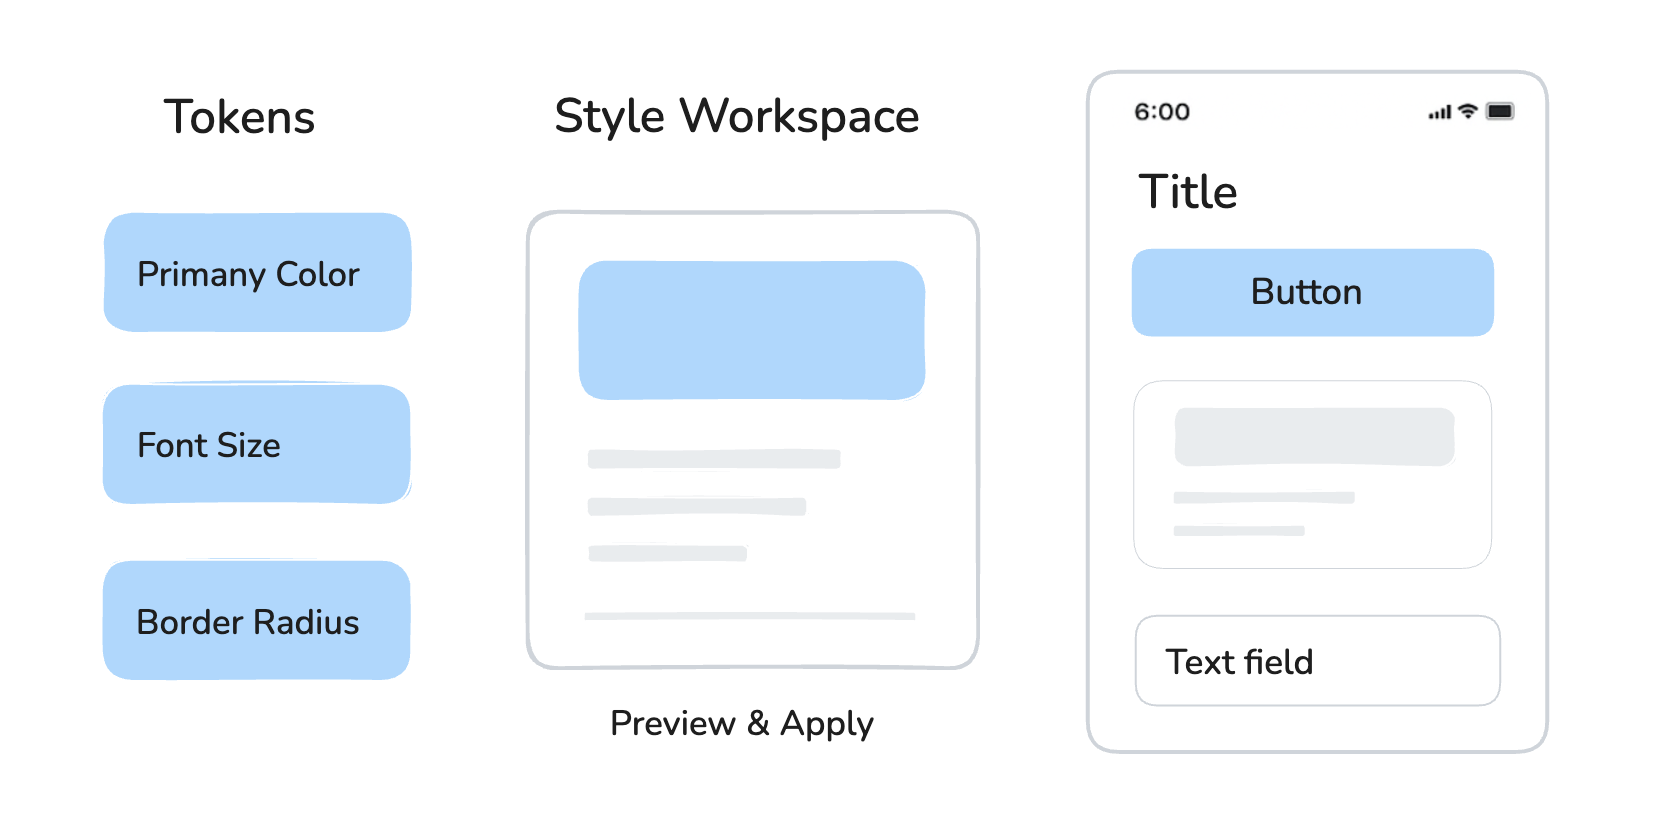 Tokens
Primany Color
Font Size
Border Radius
Style Workspace
Preview & Apply
6:00
Title
Button
Text field